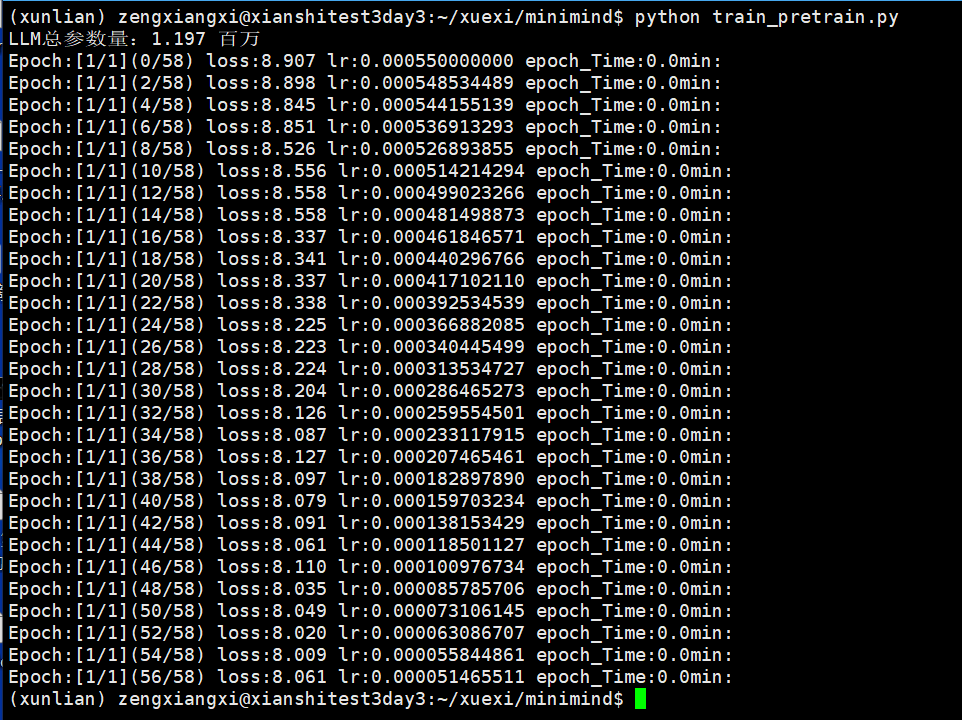 (xunlian) zengxiangxi@xianshitest3day3:~/xuexi/minimind$ python train_pretrain.py
LLM总参数量：1.197 百万
Epoch:[1/1](0/58) loss:8.907 lr:0.000550000000 epoch_Time:0.0min:
Epoch:[1/1](2/58) loss:8.898 lr:0.000548534489 epoch_Time:0.0min:
Epoch:[1/1](4/58) loss:8.845 lr:0.000544155139 epoch_Time:0.0min:
Epoch:[1/1](6/58) loss:8.851 lr:0.000536913293 epoch_Time:0.0min:
Epoch:[1/1](8/58) loss:8.526 lr:0.000526893855 epoch_Time:0.0min:
Epoch:[1/1](10/58) loss:8.556 lr:0.000514214294 epoch_Time:0.0min:
Epoch:[1/1](12/58) loss:8.558 lr:0.000499023266 epoch_Time:0.0min:
Epoch:[1/1](14/58) loss:8.558 lr:0.000481498873 epoch_Time:0.0min:
Epoch:[1/1](16/58) loss:8.337 lr:0.000461846571 epoch_Time:0.0min:
Epoch:[1/1](18/58) loss:8.341 lr:0.000440296766 epoch_Time:0.0min:
Epoch:[1/1](20/58) loss:8.337 lr:0.000417102110 epoch_Time:0.0min:
Epoch:[1/1](22/58) loss:8.338 lr:0.000392534539 epoch_Time:0.0min:
Epoch:[1/1](24/58) loss:8.225 lr:0.000366882085 epoch_Time:0.0min:
Epoch:[1/1](26/58) loss:8.223 lr:0.000340445499 epoch_Time:0.0min:
Epoch:[1/1](28/58) loss:8.224 lr:0.000313534727 epoch_Time:0.0min:
Epoch:[1/1](30/58) loss:8.204 lr:0.000286465273 epoch_Time:0.0min:
Epoch:[1/1](32/58) loss:8.126 lr:0.000259554501 epoch_Time:0.0min:
Epoch:[1/1](34/58) loss:8.087 lr:0.000233117915 epoch_Time:0.0min:
Epoch:[1/1](36/58) loss:8.127 lr:0.000207465461 epoch_Time:0.0min:
Epoch:[1/1](38/58) loss:8.097 lr:0.000182897890 epoch_Time:0.0min:
Epoch:[1/1](40/58) loss:8.079 lr:0.000159703234 epoch_Time:0.0min:
Epoch:[1/1](42/58) loss:8.091 lr:0.000138153429 epoch_Time:0.0min:
Epoch:[1/1](44/58) loss:8.061 lr:0.000118501127 epoch_Time:0.0min:
Epoch:[1/1](46/58) loss:8.110 lr:0.000100976734 epoch_Time:0.0min:
Epoch:[1/1](48/58) loss:8.035 lr:0.000085785706 epoch_Time:0.0min:
Epoch:[1/1](50/58) loss:8.049 lr:0.000073106145 epoch_Time:0.0min:
Epoch:[1/1](52/58) loss:8.020 lr:0.000063086707 epoch_Time:0.0min:
Epoch:[1/1](54/58) loss:8.009 lr:0.000055844861 epoch_Time:0.0min:
Epoch:[1/1](56/58) loss:8.061 lr:0.000051465511 epoch_Time:0.0min:
(xunlian) zengxiangxi@xianshitest3day3:~/xuexi/minimind$